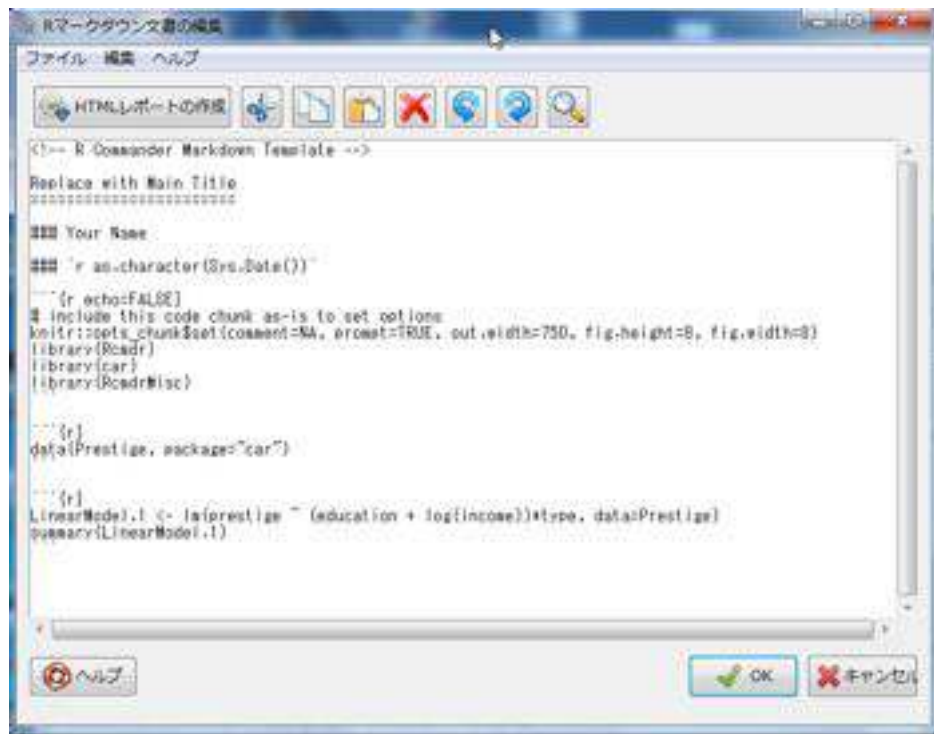 Rマークダウン文書の編集
ファイル 編集 ヘルプ
HTMLレポートの作成
<!-- R Commander Markdown Template -->
Replace with Main Title
=======================
### Your Name
### `r as.character(Sys.Date())`
```{r echo=FALSE}
# include this code chunk as-is to set options
knitr::opts_chunk$set(comment=NA, prompt=TRUE, out.width=750, fig.height=8, fig.width=8)
library(Rcmdr)
library(car)
library(RcmdrMisc)
```{r}
data(Prestige, package="car")
```{r}
LinearModel.1 <- lm(prestige ~ (education + log(income))*type, data=Prestige)
summary(LinearModel.1)
ヘルプ
OK
キャンセル